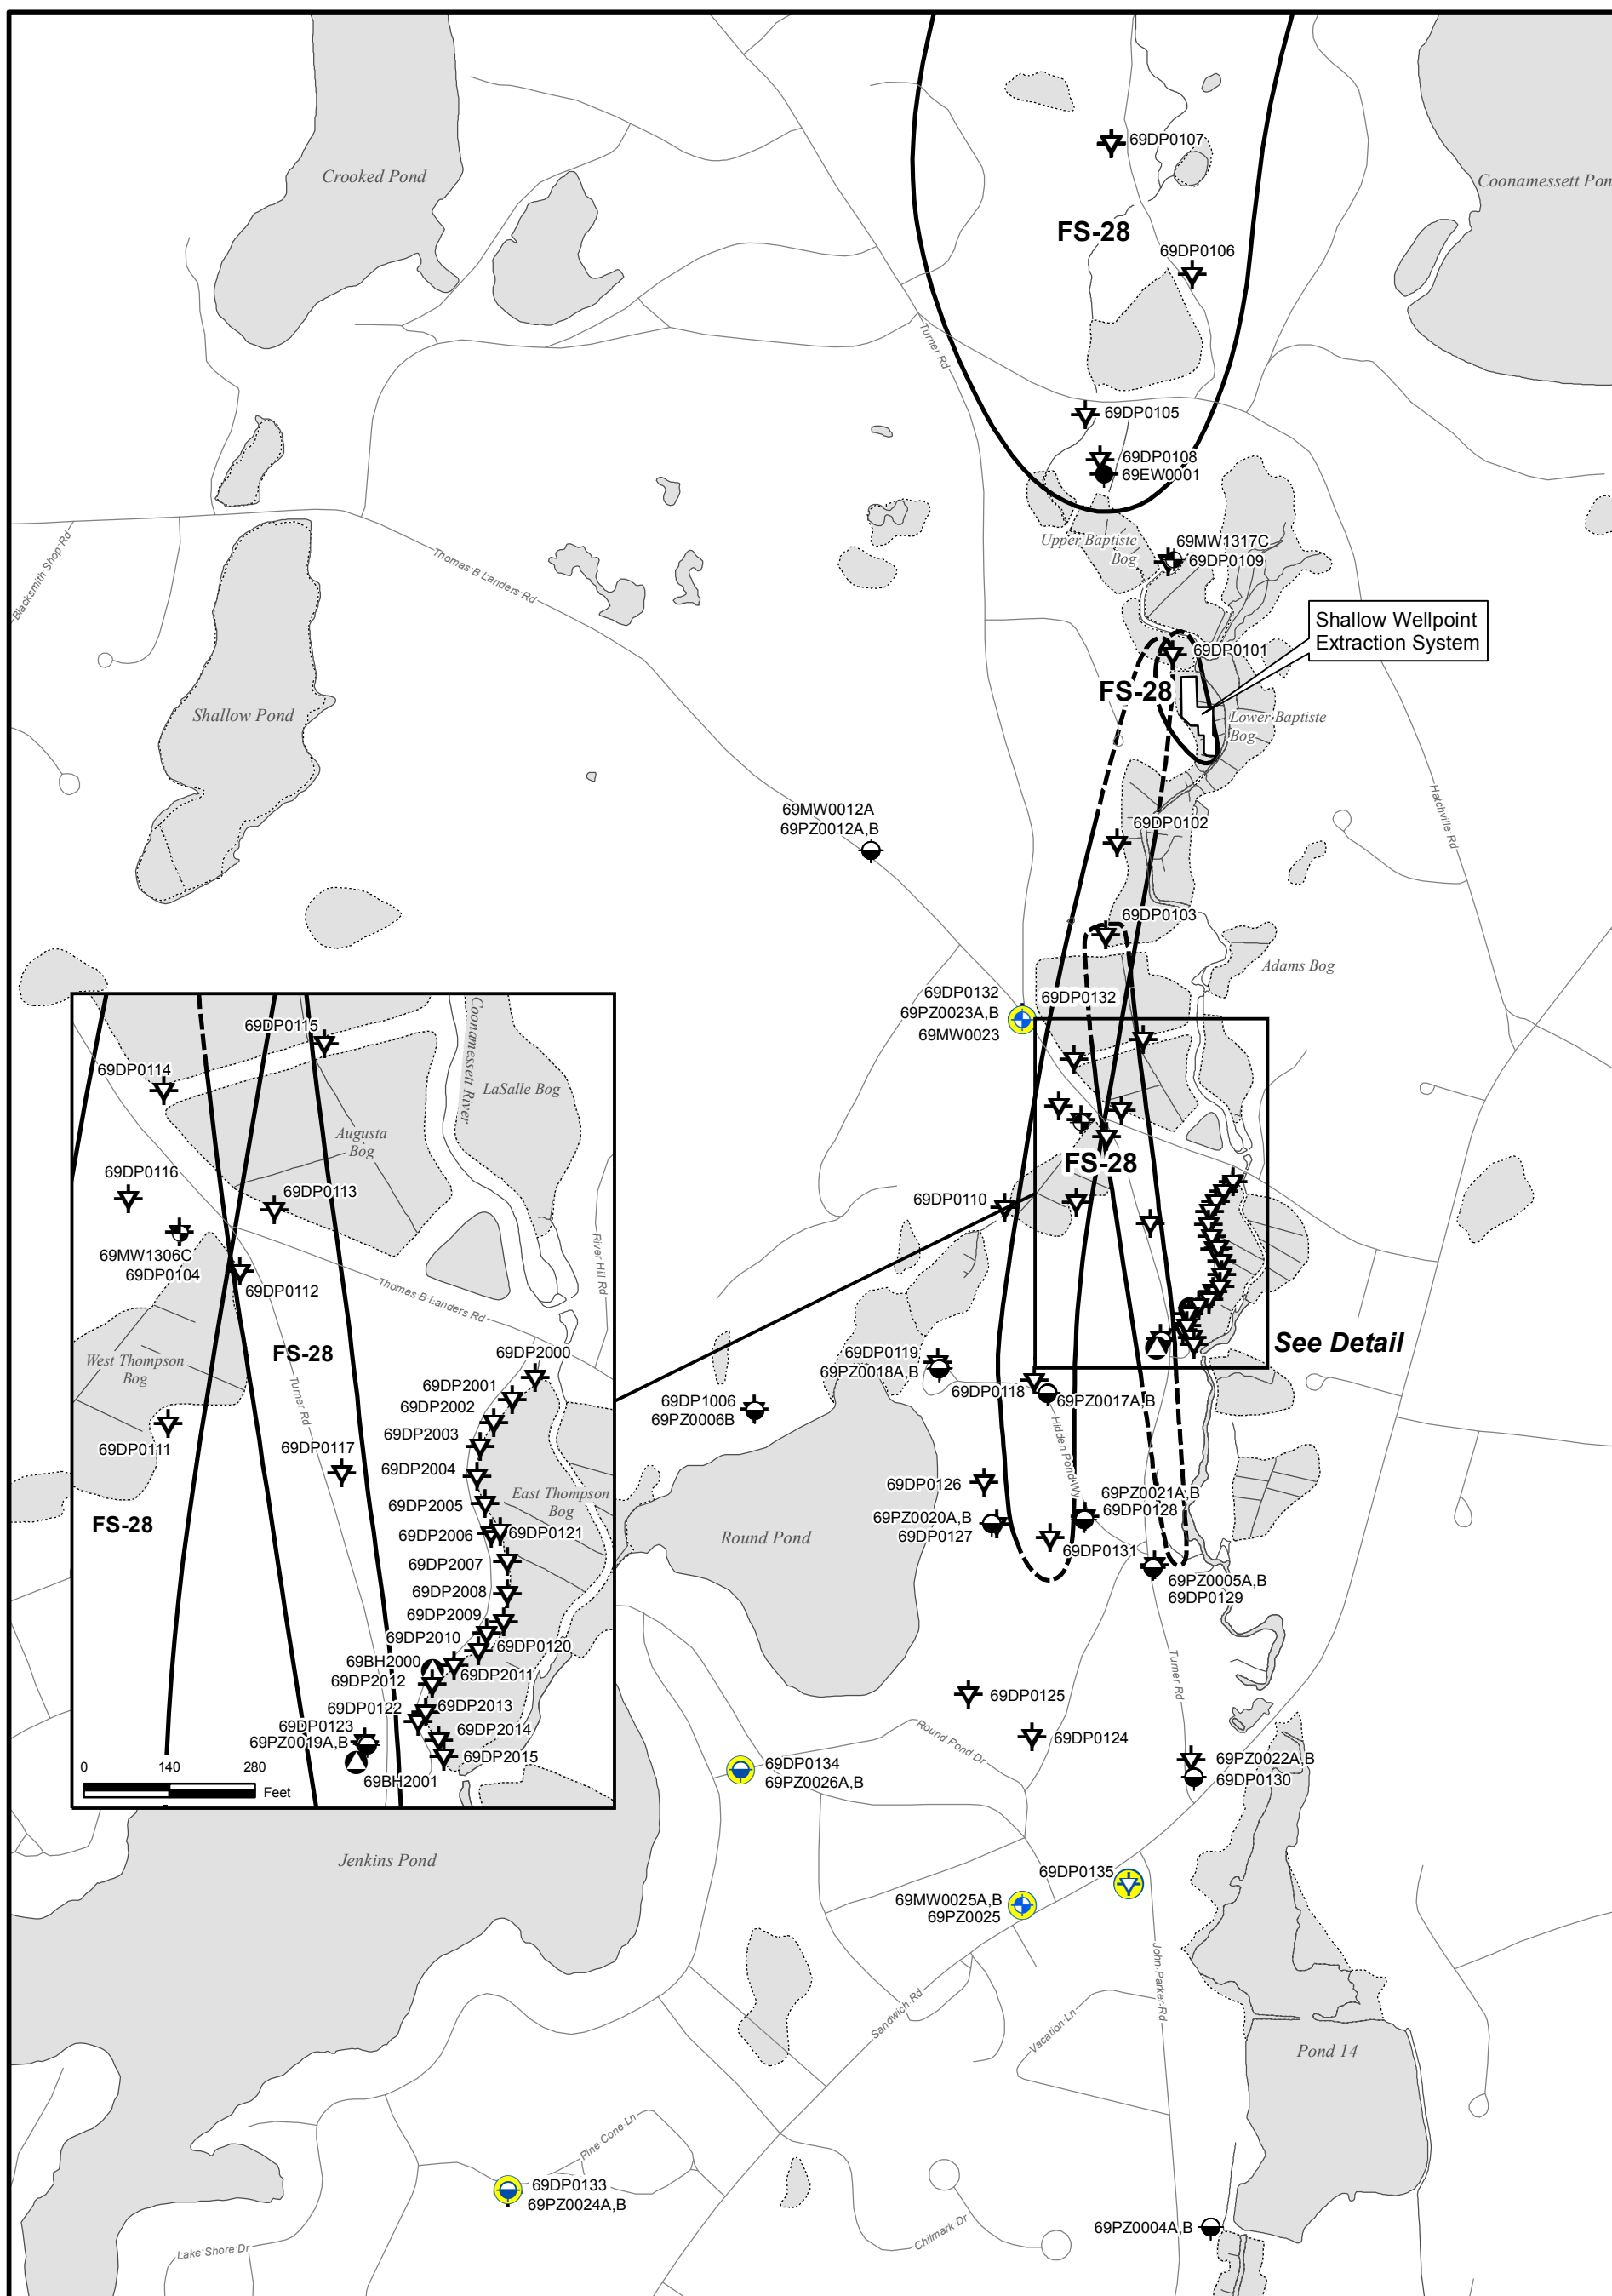 Crooked Pond
Coonamessett Pon
69DP0107
FS-28
69DP0106
Turner Rd
69DP0105
69DP0108
69EW0001
Upper Baptiste
Bog
69MW1317C
69DP0109
Blacksmith Shop Rd
Thomas B Landers Rd
Shallow Wellpoint
Extraction System
69DP0101
FS-28
Lower Baptiste
Bog
Shallow Pond
Hatchville Rd
69MW0012A
69PZ0012A,B
69DP0102
69DP0103
Adams Bog
69DP0132
69PZ0023A,B
69MW0023
69DP0132
FS-28
69DP0110
See Detail
69DP0119
69PZ0018A,B
69DP0118
69PZ0017A,B
69DP1006
69PZ0006B
Hidden Pond Wy
69DP0126
69PZ0021A,B
69DP0128
69PZ0020A,B
69DP0127
69DP0131
Round Pond
69PZ0005A,B
69DP0129
Turner Rd
69DP0125
69DP0124
Round Pond Dr
69PZ0022A,B
69DP0130
69DP0134
69PZ0026A,B
69DP0135
69MW0025A,B
69PZ0025
John Parker Rd
Sandwich Rd
Vacation Ln
Pond 14
Jenkins Pond
Pine Cone Ln
69DP0133
69PZ0024A,B
Lake Shore Dr
Chilmark Dr
69PZ0004A,B
69DP0115
Coonamessett River
LaSalle Bog
69DP0114
Augusta
Bog
69DP0116
69DP0113
69MW1306C
69DP0104
69DP0112
River Hill Rd
Thomas B Landers Rd
West Thompson
Bog
FS-28
Turner Rd
69DP2000
69DP2001
69DP2002
69DP2003
69DP0111
69DP0117
69DP2004
69DP2005
East Thompson
Bog
FS-28
69DP2006
69DP0121
69DP2007
69DP2008
69DP2009
69DP2010
69DP0120
69BH2000
69DP2011
69DP2012
69DP0122
69DP2013
69DP0123
69DP2014
69PZ0019A,B
69DP2015
69BH2001
0 140 280
Feet